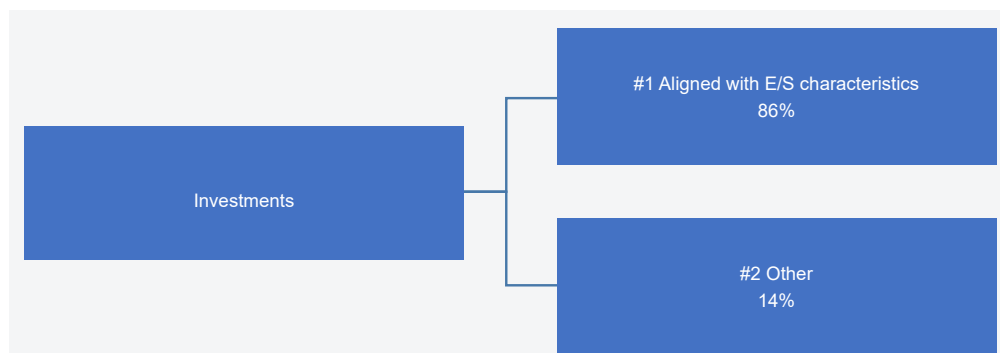 Investments
#1 Aligned with E/S characteristics
86%
#2 Other
14%